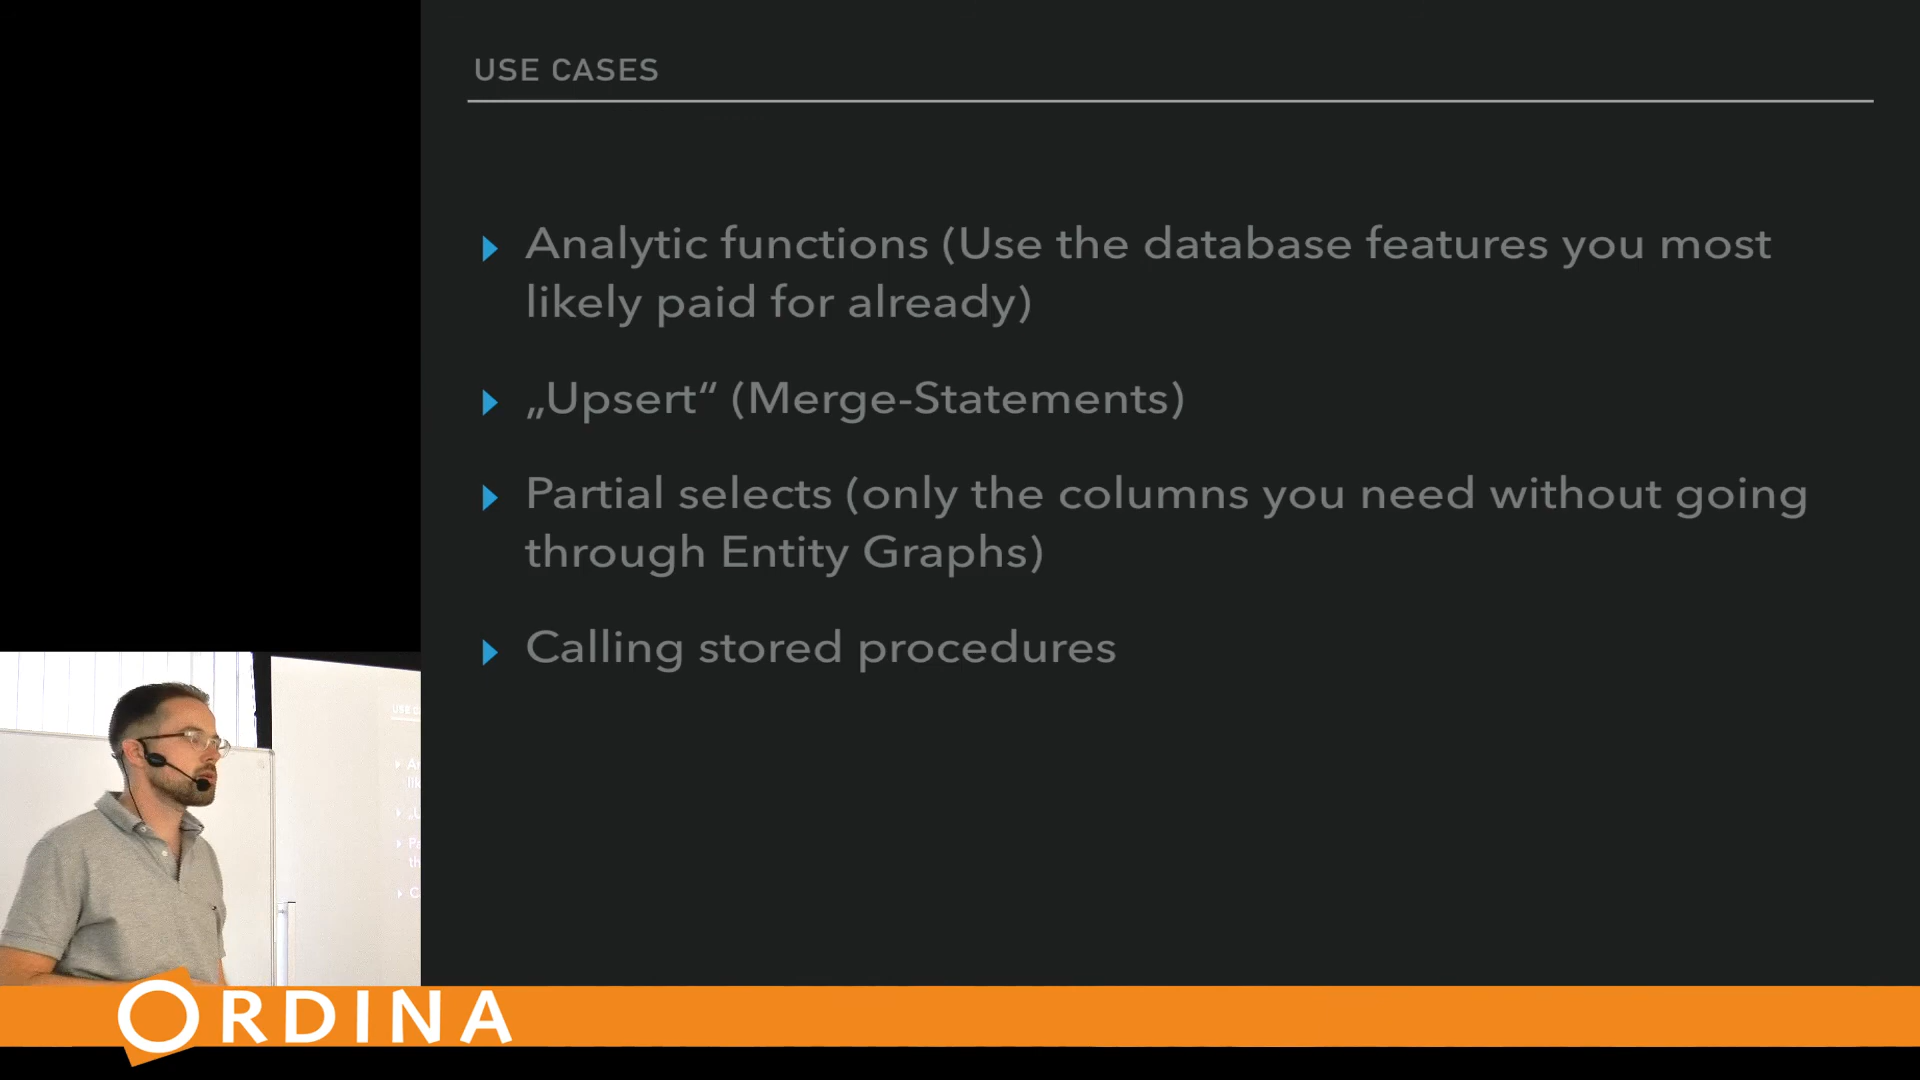 USE CASES
Analytic functions (Use the database features you most
likely paid for already)
„Upsert“ (Merge-Statements)
Partial selects (only the columns you need without going
through Entity Graphs)
Calling stored procedures
ORDINA